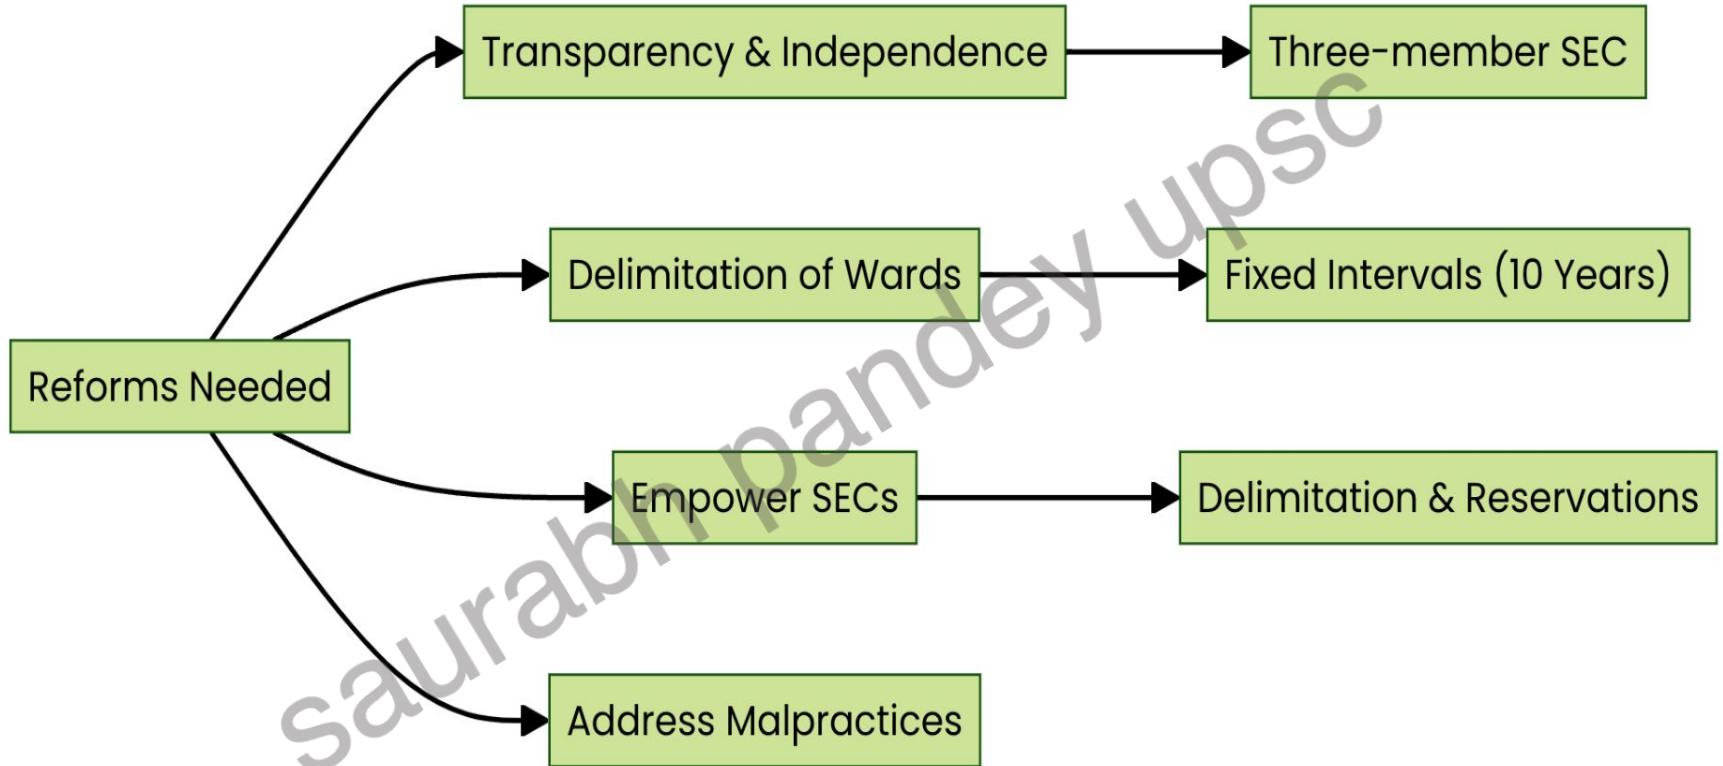 Transparency & Independence
Three-member SEC
Delimitation of Wards
Fixed Intervals (10 Years)
Reforms Needed
Empower SECs
Delimitation & Reservations
Address Malpractices
saurabh pandey upsc